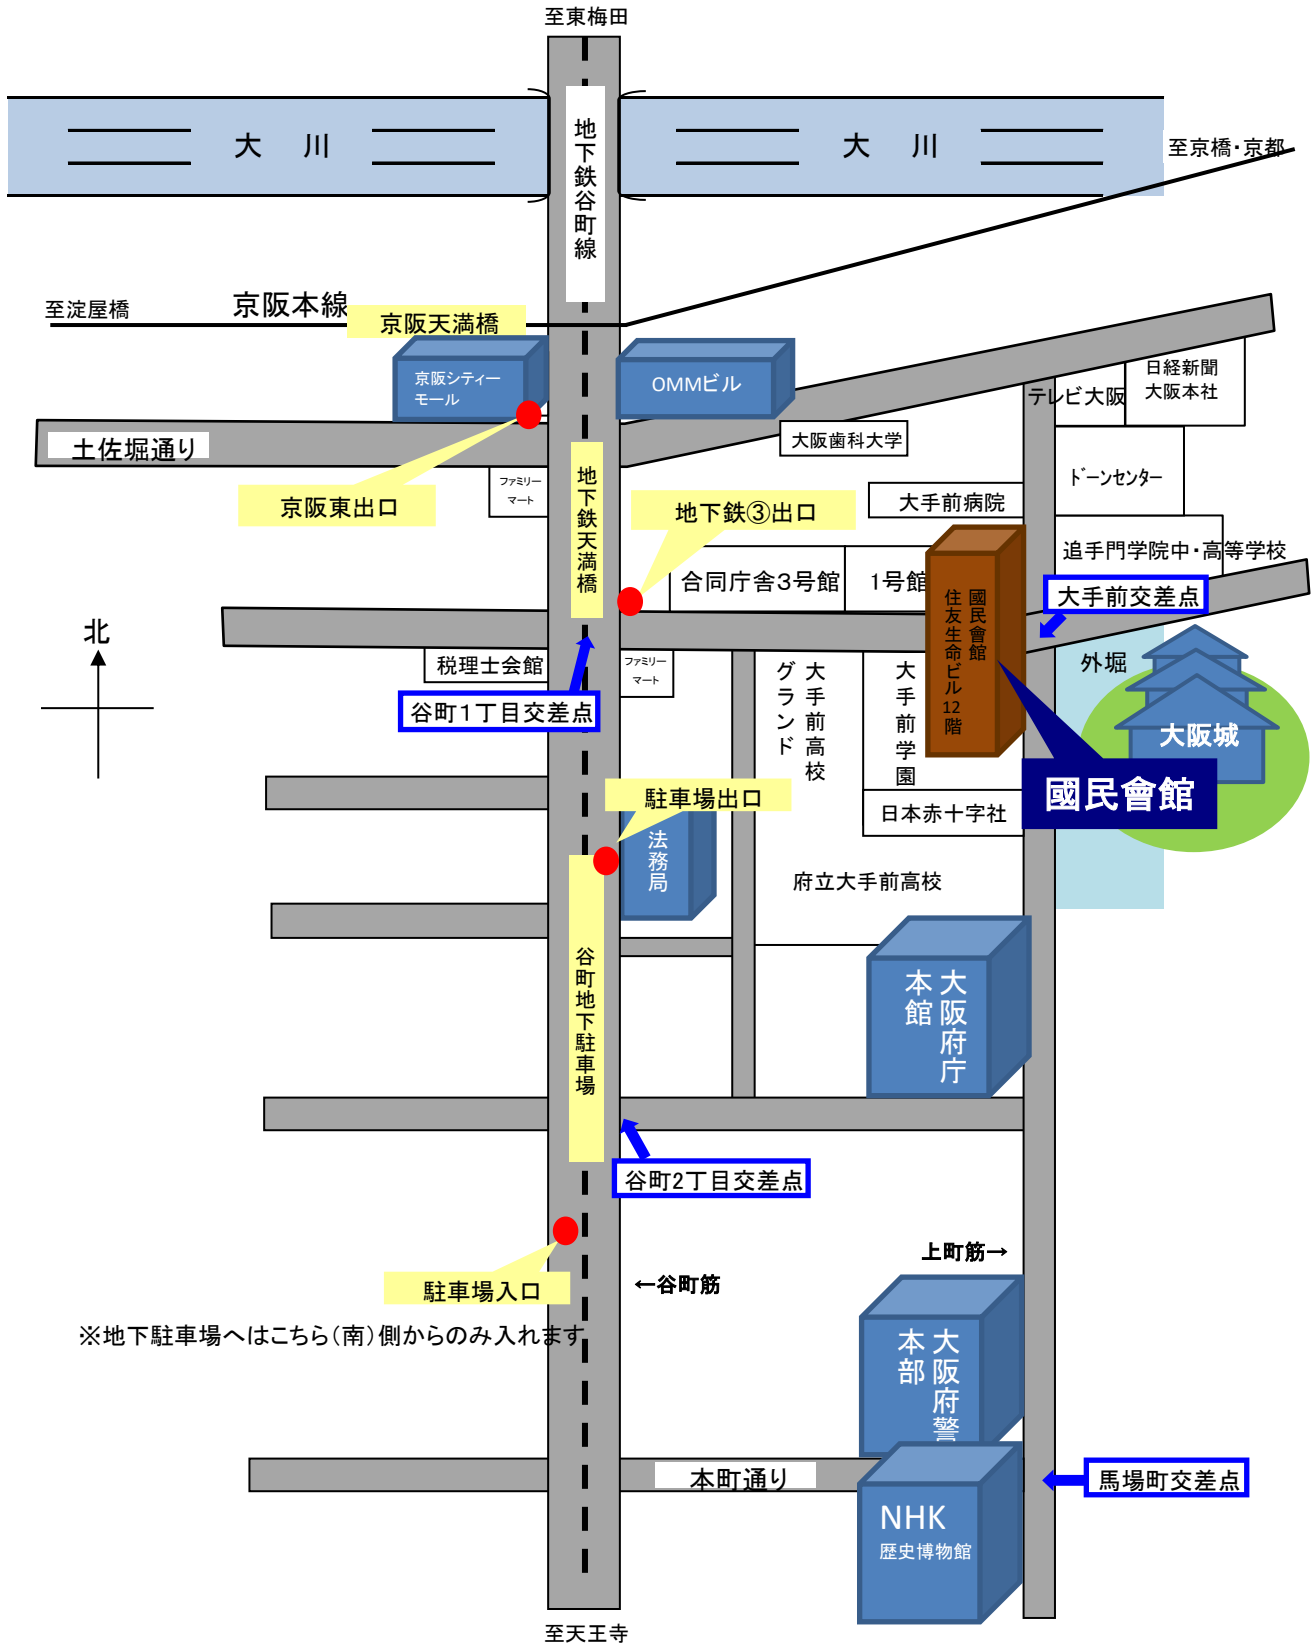 至東梅田
地下鉄谷町線
大　川
大　川
至京橋・京都
至淀屋橋
京阪本線
京阪天満橋
京阪シティー
モール
OMMビル
日経新聞
大阪本社
テレビ大阪
土佐堀通り
大阪歯科大学
ファミリー
マート
地下鉄天満橋
ドーンセンター
京阪東出口
地下鉄③出口
大手前病院
追手門学院中・高等学校
合同庁舎3号館
1号館
國民會館
住友生命ビル12階
大手前交差点
北
税理士会館
ファミリー
マート
大手前高校
グランド
大手前学園
外堀
谷町1丁目交差点
大阪城
國民會館
駐車場出口
日本赤十字社
法務局
府立大手前高校
谷町地下駐車場
大阪府庁
本館
谷町2丁目交差点
上町筋→
←谷町筋
駐車場入口
※地下駐車場へはこちら（南）側からのみ入れます
大阪府警
本部
本町通り
馬場町交差点
NHK
歴史博物館
至天王寺